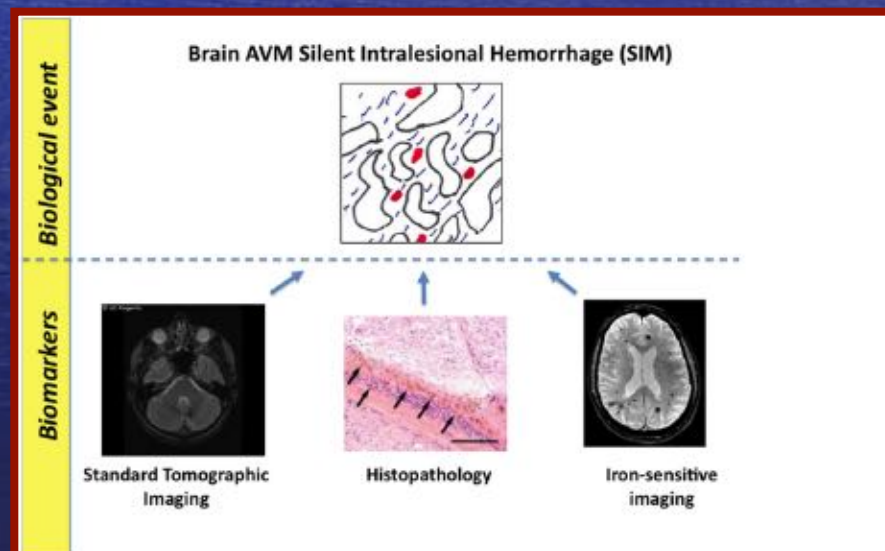 Brain AVM Silent Intralesional Hemorrhage (SIM)
Biological event
Biomarkers
Standard Tomographic
Imaging
Histopathology
Iron-sensitive
imaging